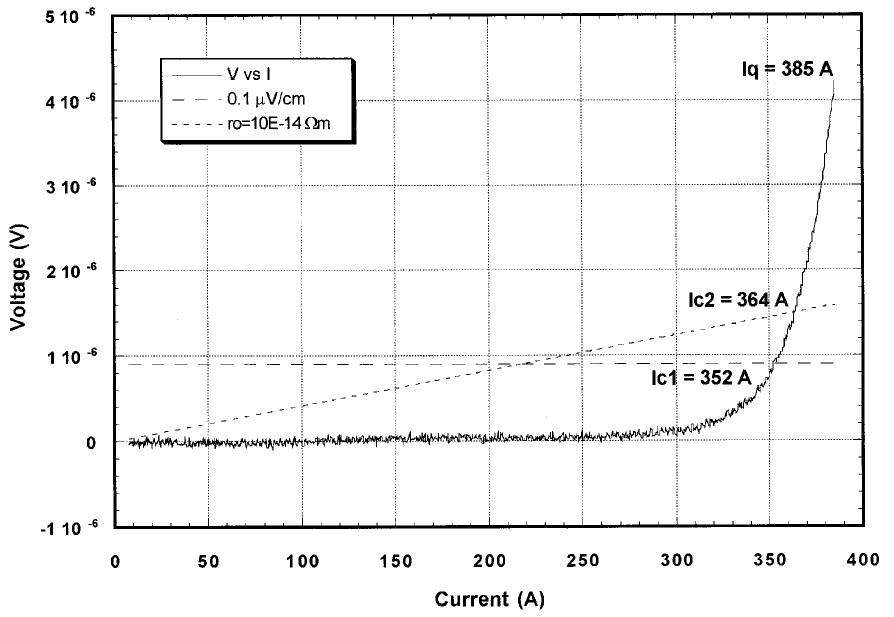 5 10 -6
4 10 -6
3 10 -6
2 10 -6
1 10 -6
0
-1 10 -6
Voltage (V)
V vs I
0.1 μV/cm
ro=10E-14 Ωm
Iq = 385 A
Ic2 = 364 A
Ic1 = 352 A
0 50 100 150 200 250 300 350 400
Current (A)